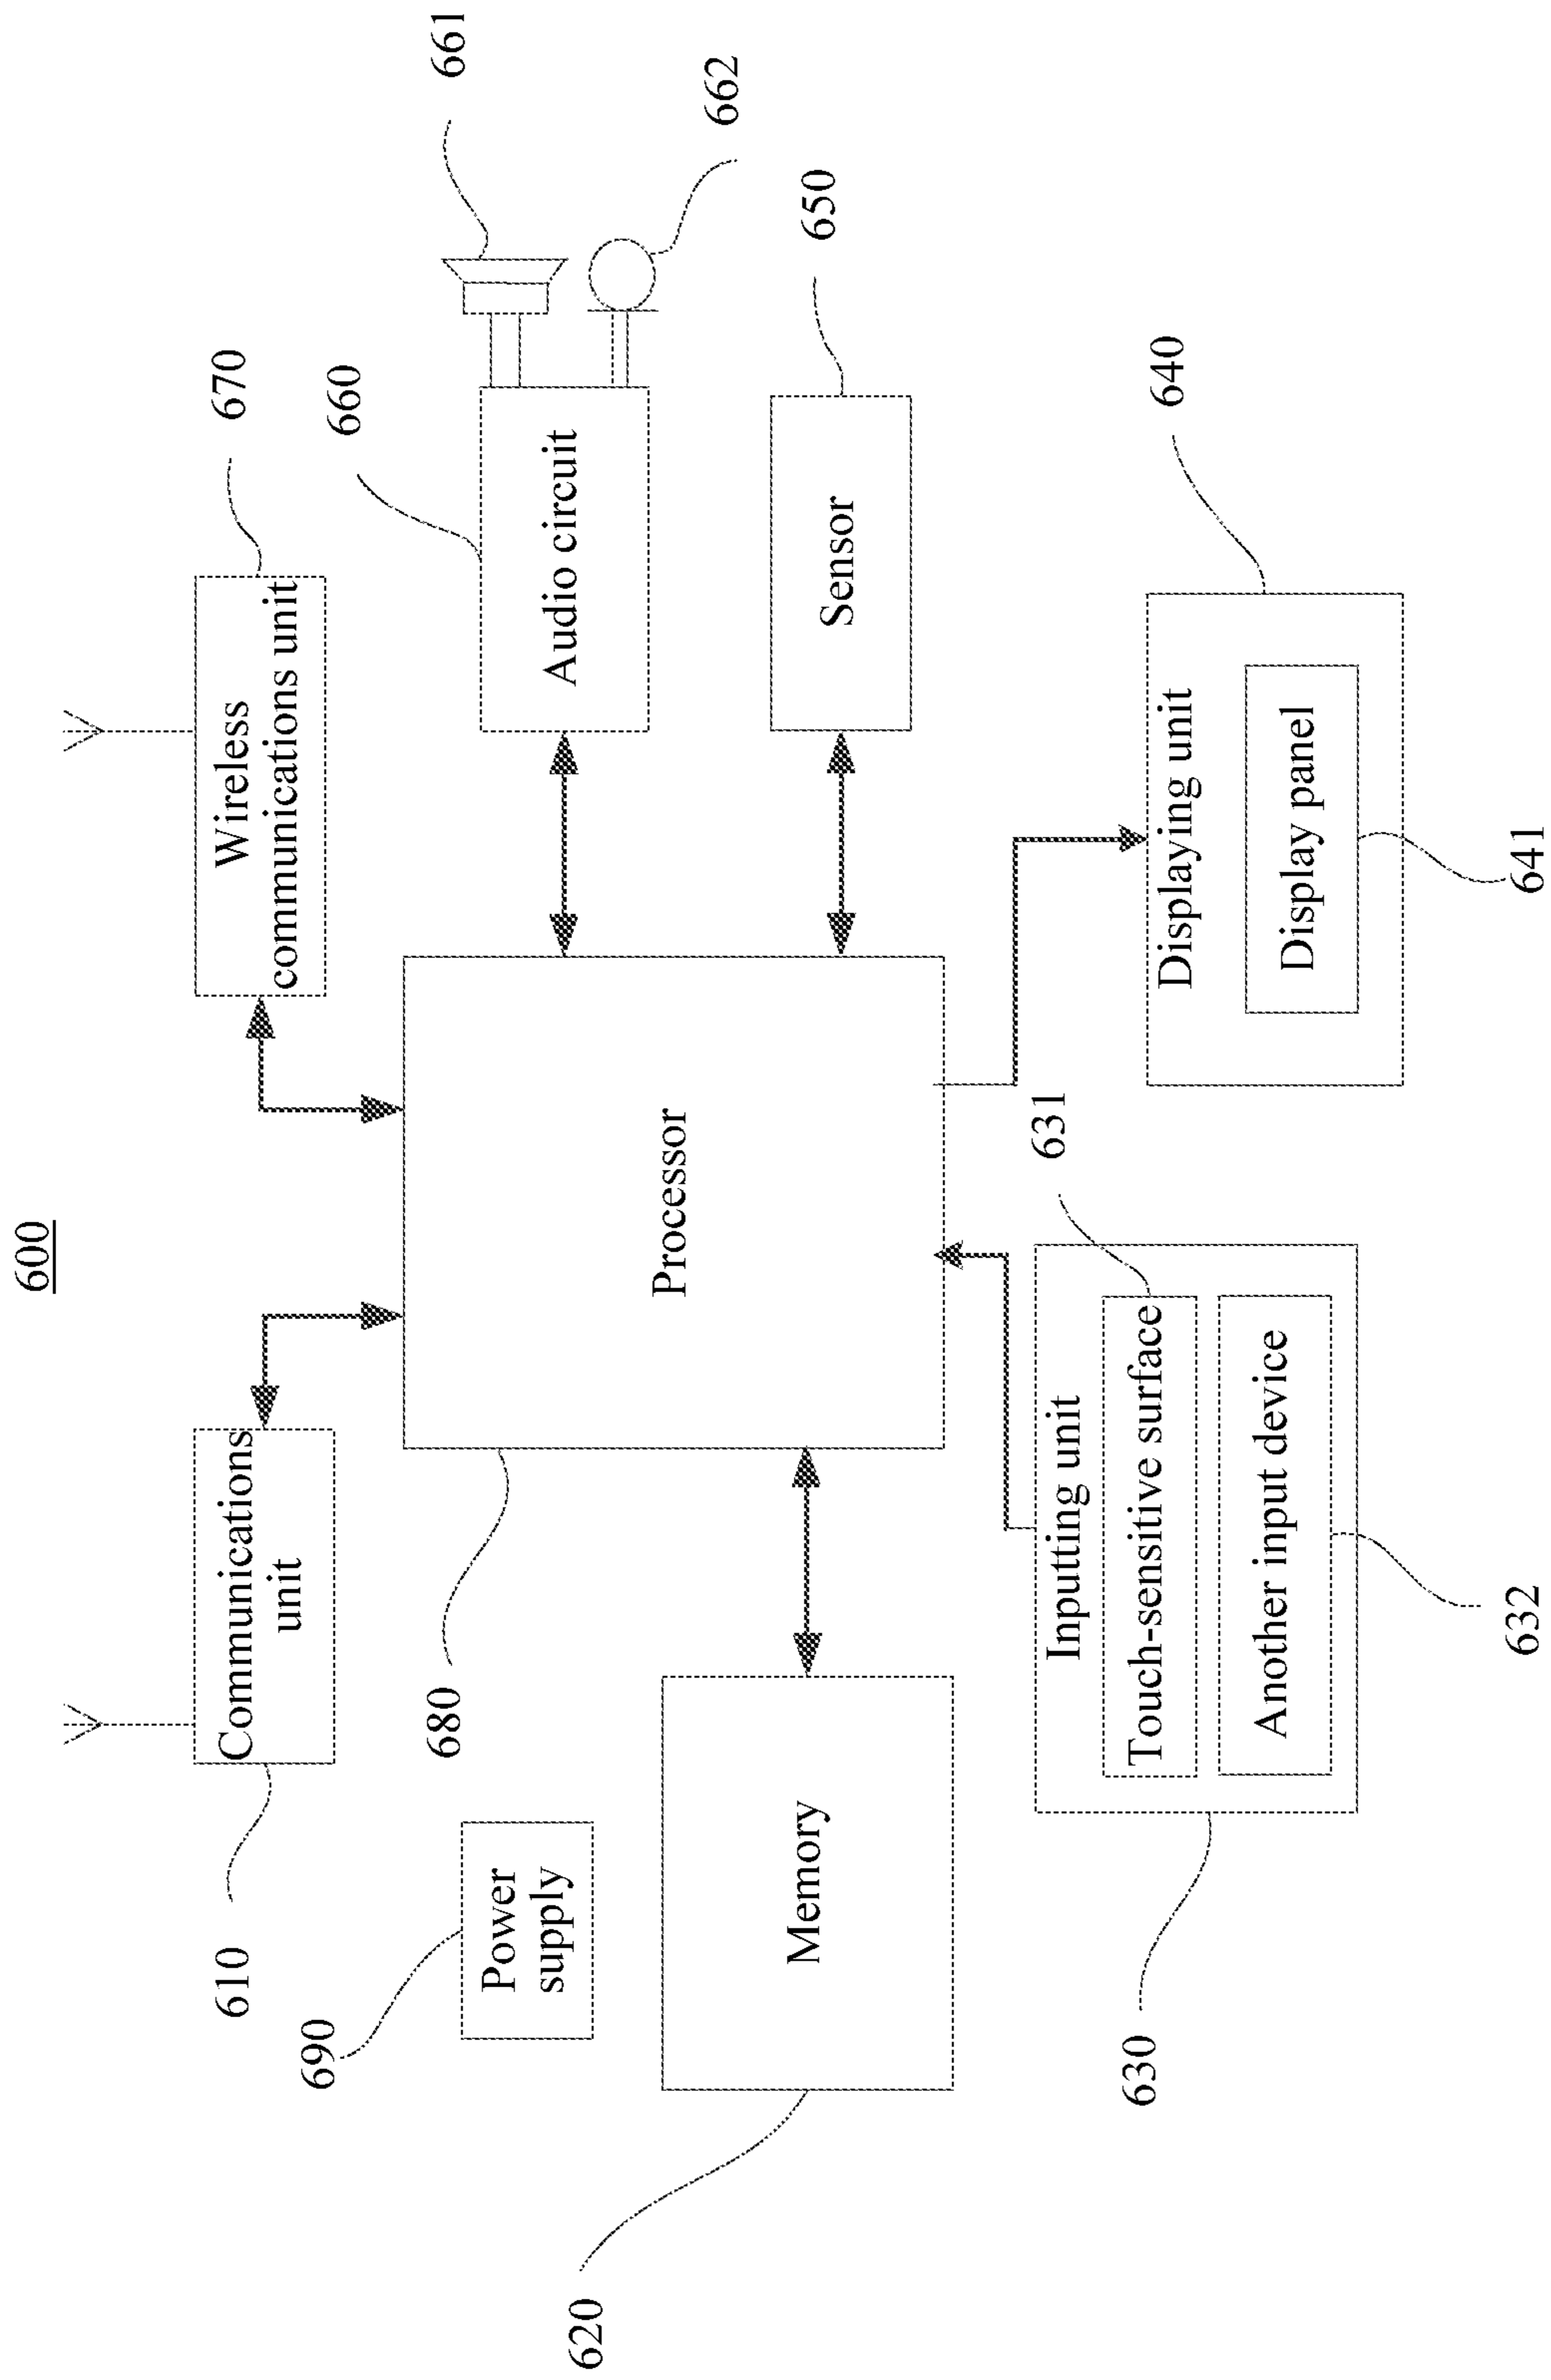 600
610
Communications
unit
Wireless
communications unit
670
690
Power
supply
680
Processor
660
Audio circuit
661
662
620
Memory
Sensor
650
630
Inputting unit
Touch-sensitive surface
631
Another input device
632
Displaying unit
640
Display panel
641